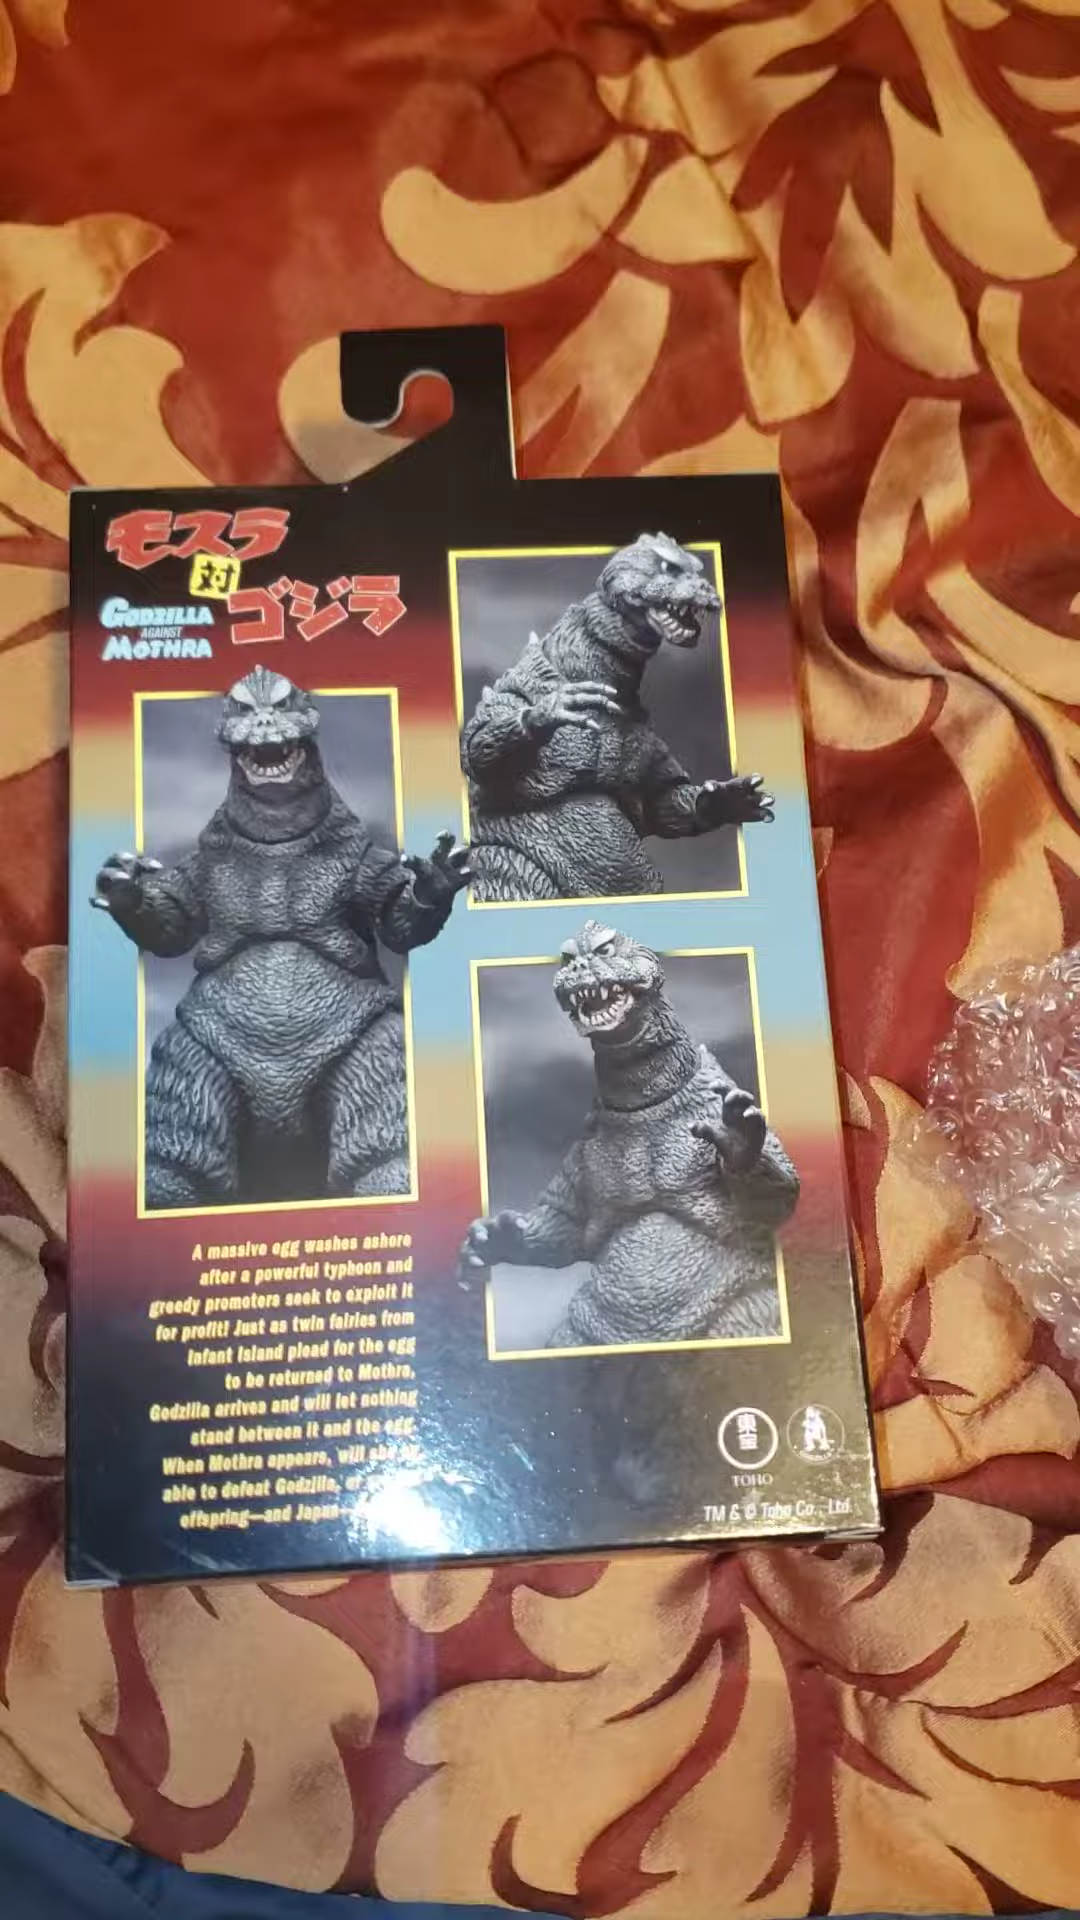 モスラ
対
ゴジラ
GODZILLA
AGAINST
MOTHRA
A massive egg washes ashore
after a powerful typhoon and
greedy promoters seek to exploit it
for profit! Just as twin fairies from
Infant Island plead for the egg
to be returned to Mothra,
Godzilla arrives and will let nothing
stand between it and the egg.
When Mothra appears, will she be
able to defeat Godzilla, or
offspring—and Japan—
東宝
TOHO
TM & © Toho Co., Ltd.